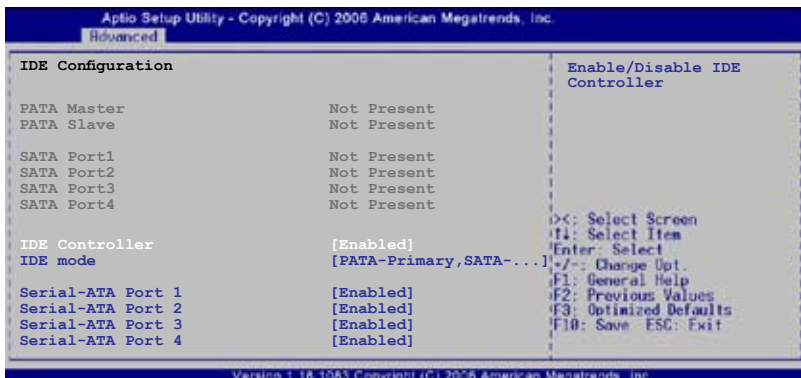 Aptio Setup Utility - Copyright (C) 2006 American Megatrends, Inc.
Advanced
IDE Configuration
PATA Master Not Present
PATA Slave Not Present
SATA Port1 Not Present
SATA Port2 Not Present
SATA Port3 Not Present
SATA Port4 Not Present
IDE Controller [Enabled]
IDE mode [PATA-Primary,SATA-...]
Serial-ATA Port 1 [Enabled]
Serial-ATA Port 2 [Enabled]
Serial-ATA Port 3 [Enabled]
Serial-ATA Port 4 [Enabled]
Enable/Disable IDE
Controller
><: Select Screen
↑↓: Select Item
Enter: Select
+/-: Change Opt.
F1: General Help
F2: Previous Values
F3: Optimized Defaults
F10: Save ESC: Exit
Version 1.18.1083 Copyright (C) 2006 American Megatrends, Inc.